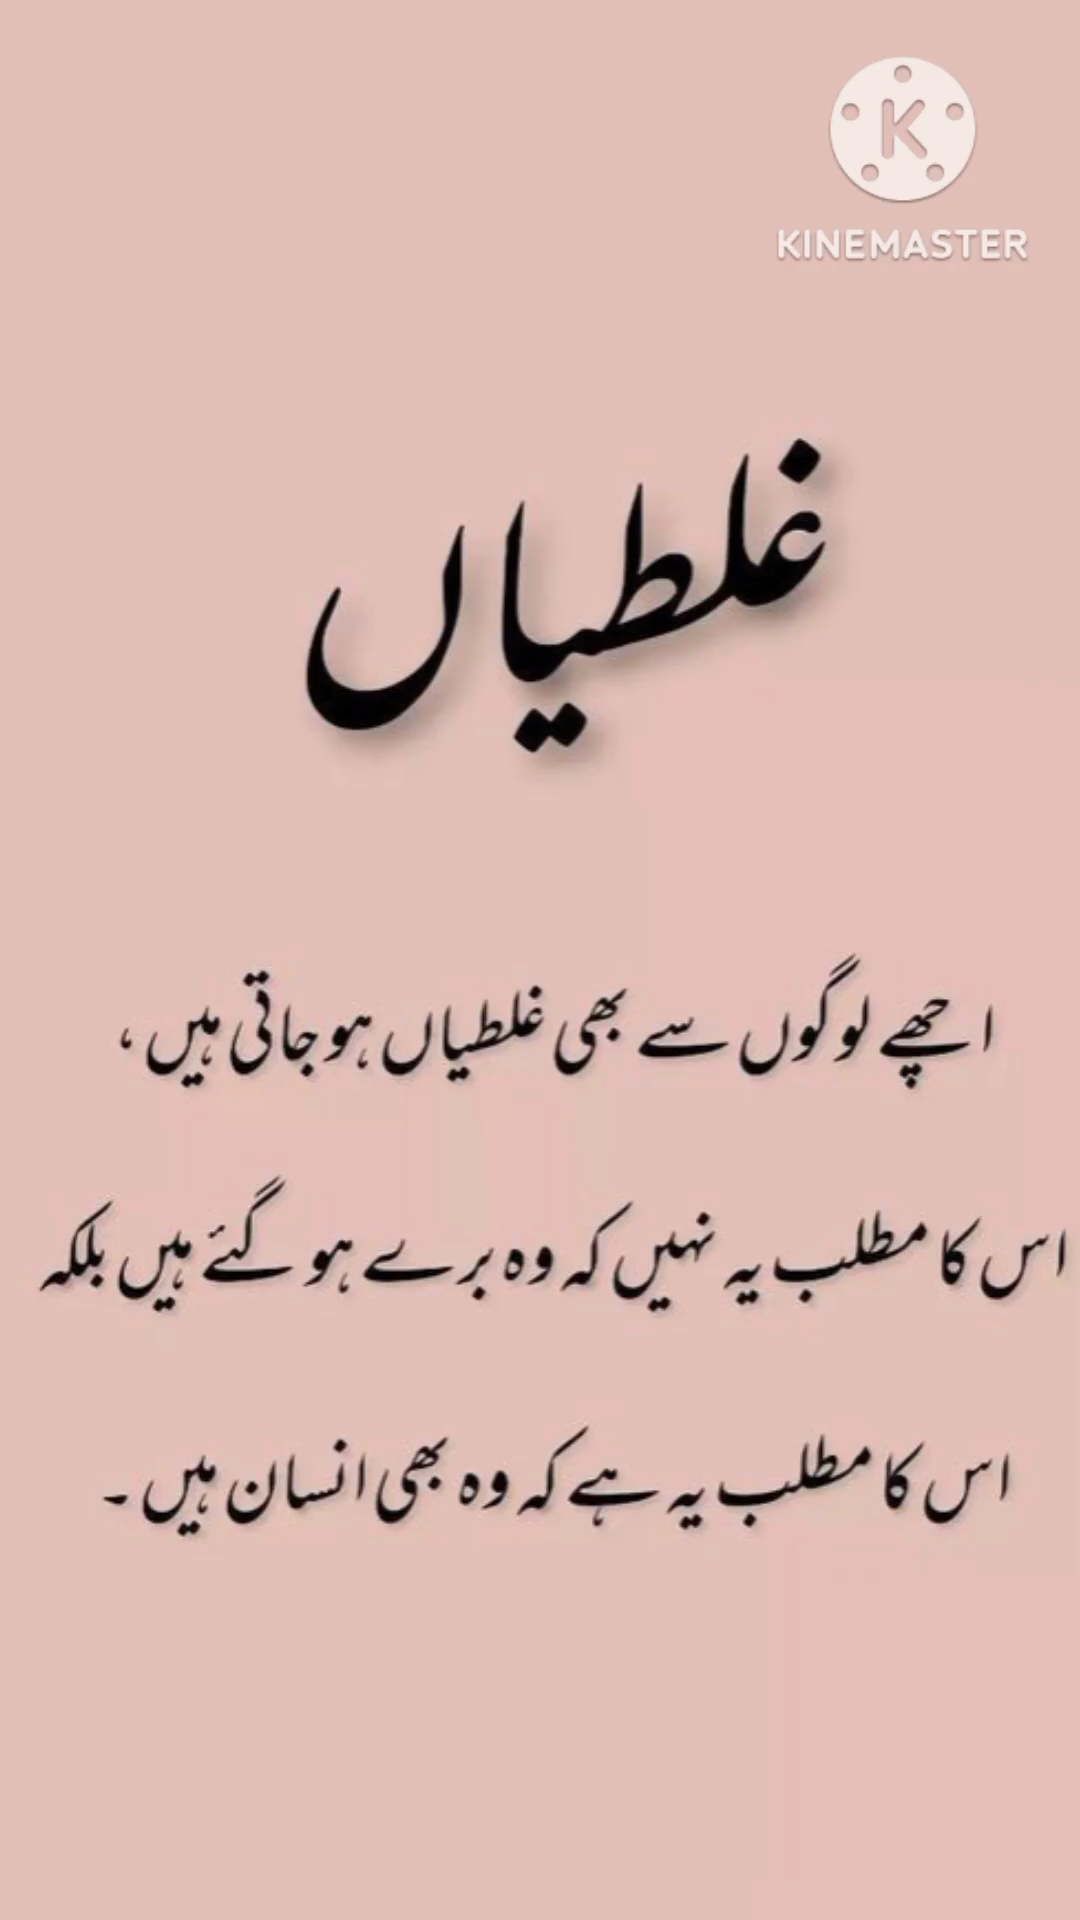 KINEMASTER
غلطیاں
اچھے لوگوں سے بھی غلطیاں ہو جاتی ہیں،
اس کا مطلب یہ نہیں کہ وہ برے ہو گئے ہیں بلکہ
اس کا مطلب یہ ہے کہ وہ بھی انسان ہیں۔